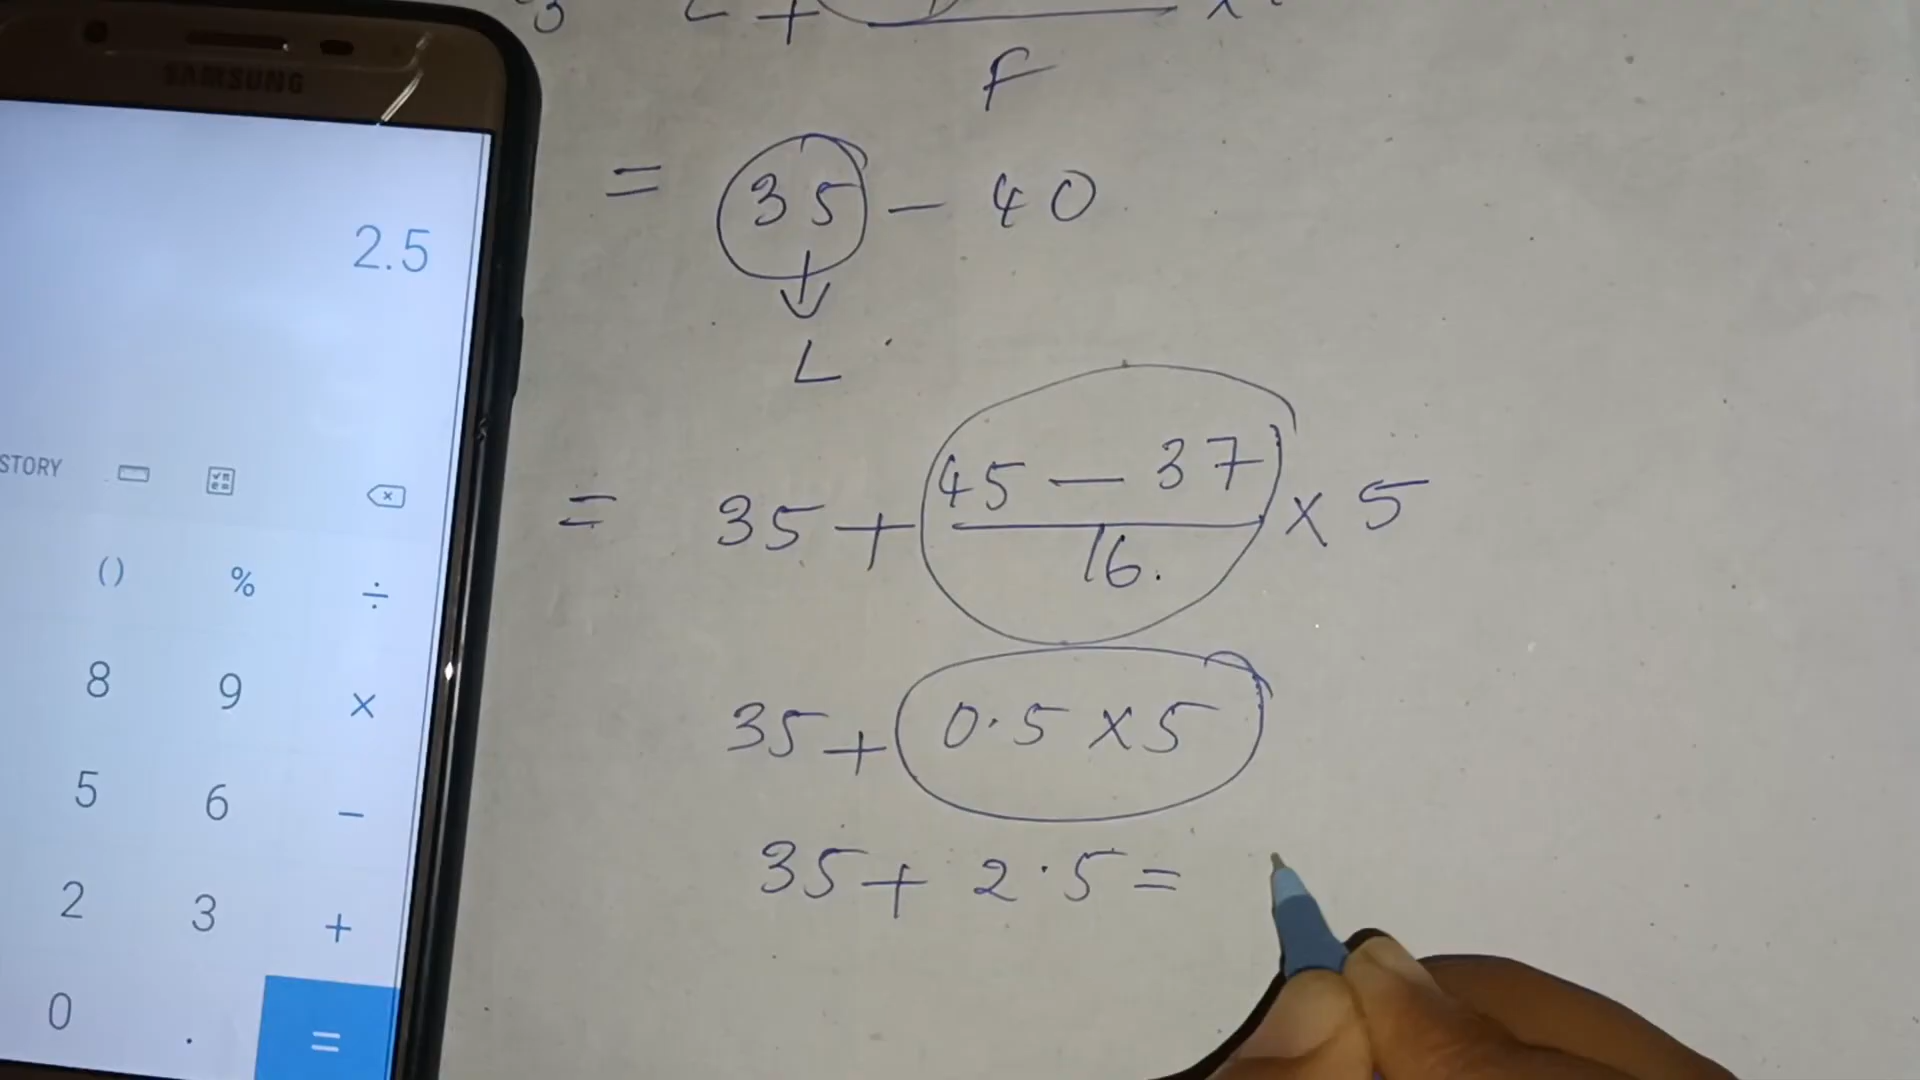 SAMSUNG
2.5
STORY
( ) % ÷
8 9 ×
5 6 −
2 3 +
0 . =
L +
F
= 35 - 40
L
= 35 + 45 - 37 × 5
16.
35 + 0.5 × 5
35 + 2.5 =